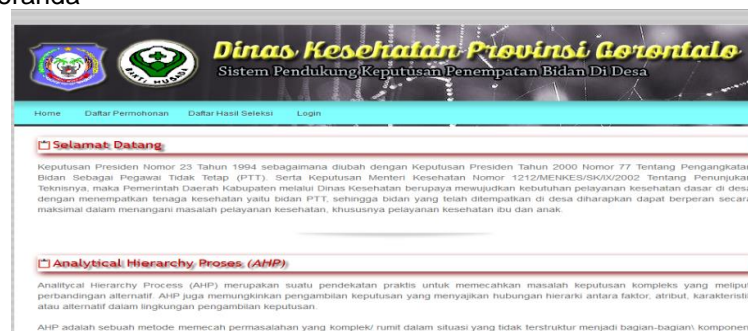 Dinas Kesehatan Provinsi Gorontalo
Sistem Pendukung Keputusan Penempatan Bidan Di Desa
BAKTI HUSADA
Home Daftar Permohonan Daftar Hasil Seleksi Login
Selamat Datang
Keputusan Presiden Nomor 23 Tahun 1994 sebagaimana diubah dengan Keputusan Presiden Tahun 2000 Nomor 77 Tentang Pengangkatan
Bidan Sebagai Pegawai Tidak Tetap (PTT). Serta Keputusan Menteri Kesehatan Nomor 1212/MENKES/SK/IX/2002 Tentang Penunjukan
Teknisnya, maka Pemerintah Daerah Kabupaten melalui Dinas Kesehatan berupaya mewujudkan kebutuhan pelayanan kesehatan dasar di desa
dengan menempatkan tenaga kesehatan yaitu bidan PTT, sehingga bidan yang telah ditempatkan di desa diharapkan dapat berperan secara
maksimal dalam menangani masalah pelayanan kesehatan, khususnya pelayanan kesehatan ibu dan anak.
Analytical Hierarchy Proses (AHP)
Analitycal Hierarchy Process (AHP) merupakan suatu pendekatan praktis untuk memecahkan masalah keputusan kompleks yang meliput
perbandingan alternatif. AHP juga memungkinkan pengambilan keputusan yang menyajikan hubungan hierarki antara faktor, atribut, karakteristi
atau alternatif dalam lingkungan pengambilan keputusan.
AHP adalah sebuah metode memecah permasalahan yang komplek/ rumit dalam situasi yang tidak terstruktur menjadi bagian-bagian\ komponen